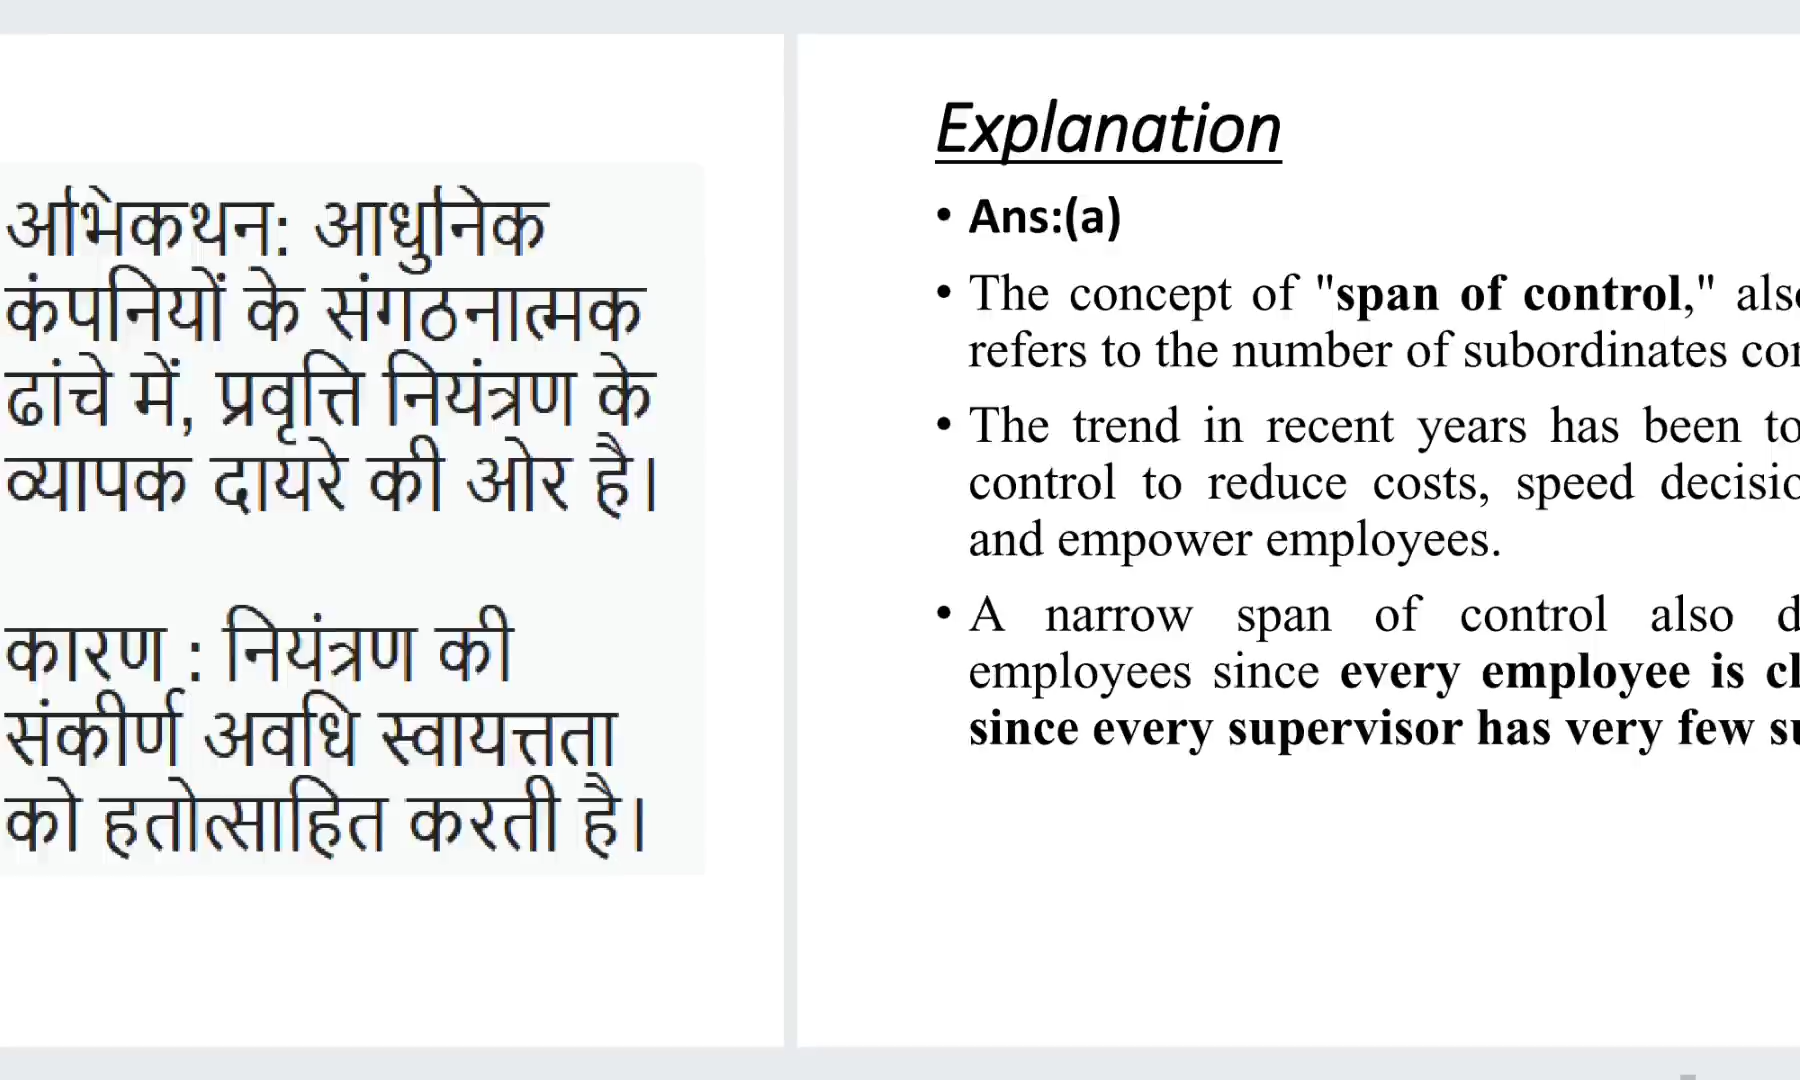 अभिकथन: आधुनिक
कंपनियों के संगठनात्मक
ढांचे में, प्रवृत्ति नियंत्रण के
व्यापक दायरे की ओर है।
कारण : नियंत्रण की
संकीर्ण अवधि स्वायत्तता
को हतोत्साहित करती है।
Explanation
• Ans:(a)
• The concept of "span of control," also
refers to the number of subordinates
• The trend in recent years has been to
control to reduce costs, speed
and empower employees.
• A narrow span of control also
employees since every employee is
since every supervisor has very few